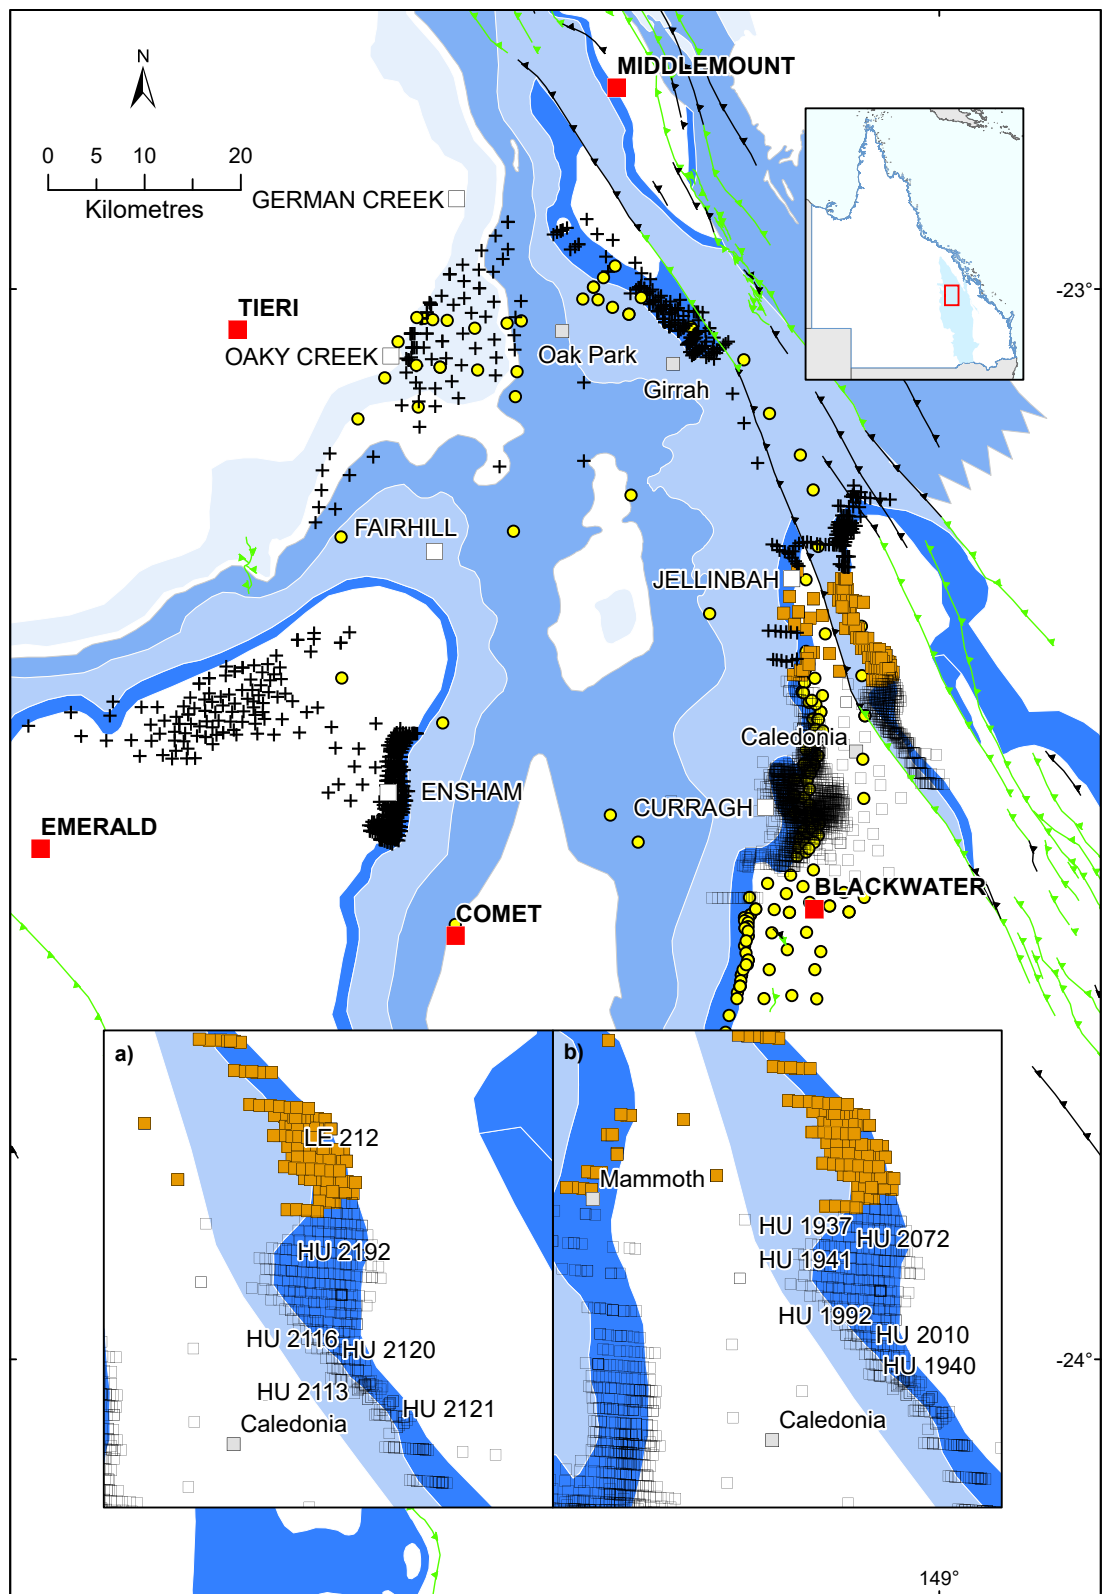 MIDDLEMOUNT
N
0 5 10 20
Kilometres
GERMAN CREEK
-23°
TIERI
OAKY CREEK
Oak Park
Girrah
FAIRHILL
JELLINBAH
Caledonia
ENSHAM
CURRAGH
EMERALD
BLACKWATER
COMET
a)
LE 212
HU 2192
HU 2116
HU 2120
HU 2113
HU 2121
Caledonia
b)
Mammoth
HU 1937
HU 2072
HU 1941
HU 1992
HU 2010
HU 1940
Caledonia
-24°
149°